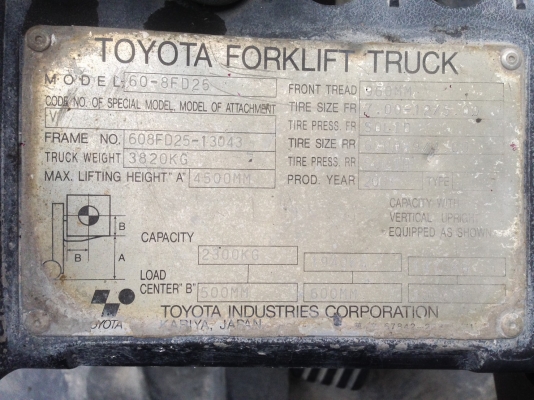 TOYOTA FORKLIFT TRUCK
MODEL 60-8FD25
CODE NO. OF SPECIAL MODEL. MODEL OF ATTACHMENT
V
FRAME NO. 608FD25-13043
TRUCK WEIGHT 3820KG
MAX. LIFTING HEIGHT "A" 4500MM
FRONT TREAD
TIRE SIZE FR
TIRE PRESS. FR
TIRE SIZE RR
TIRE PRESS. RR
PROD. YEAR
CAPACITY WITH
VERTICAL
EQUIPPED AS SHOWN
B
B
A
CAPACITY 2300KG
LOAD
CENTER "B" 500MM 600MM
TOYOTA
TOYOTA INDUSTRIES CORPORATION
KARIYA, JAPAN